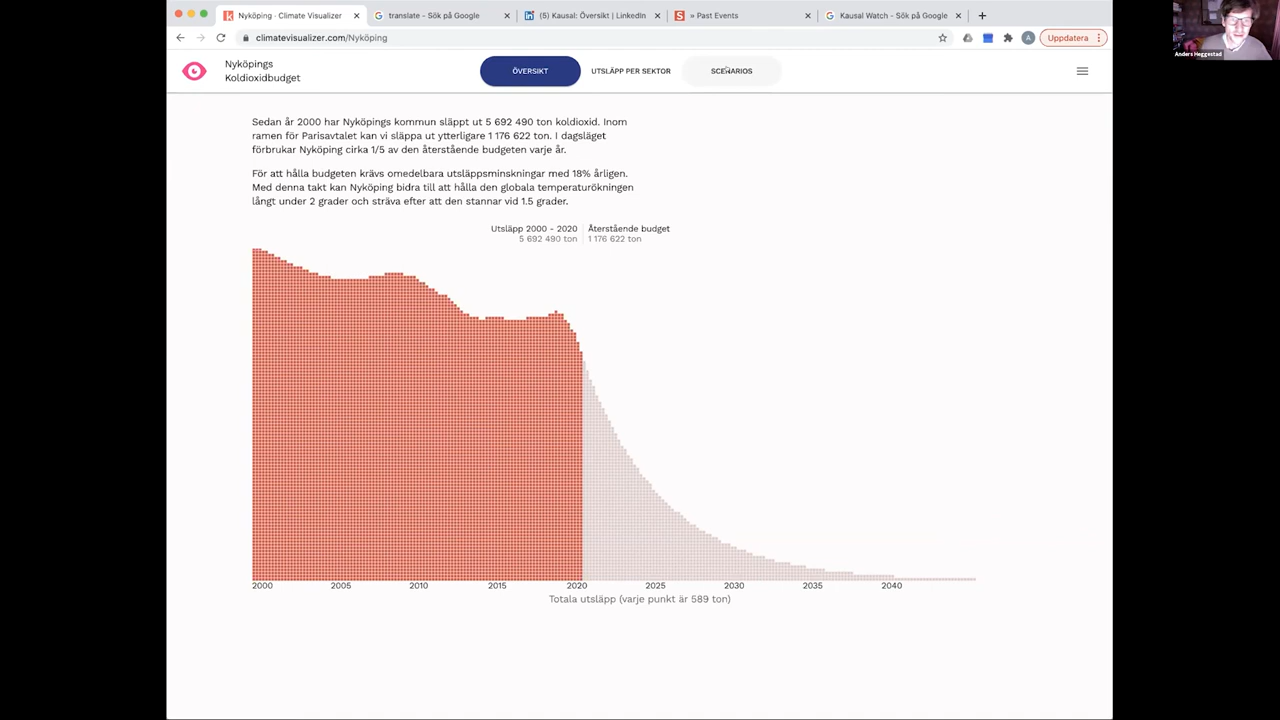 Nyköping · Climate Visualizer
translate - Sök på Google
(5) Kausal: Översikt | LinkedIn
» Past Events
Kausal Watch - Sök på Google
climatevisualizer.com/Nyköping
A
Uppdatera
Anders Heggestad
Nyköpings
Koldioxidbudget
ÖVERSIKT
UTSLÄPP PER SEKTOR
SCENARIOS
Sedan år 2000 har Nyköpings kommun släppt ut 5 692 490 ton koldioxid. Inom
ramen för Parisavtalet kan vi släppa ut ytterligare 1 176 622 ton. I dagsläget
förbrukar Nyköping cirka 1/5 av den återstående budgeten varje år.
För att hålla budgeten krävs omedelbara utsläppsminskningar med 18% årligen.
Med denna takt kan Nyköping bidra till att hålla den globala temperaturökningen
långt under 2 grader och sträva efter att den stannar vid 1.5 grader.
Utsläpp 2000 - 2020
5 692 490 ton
Återstående budget
1 176 622 ton
2000 2005 2010 2015 2020 2025 2030 2035 2040
Totala utsläpp (varje punkt är 589 ton)